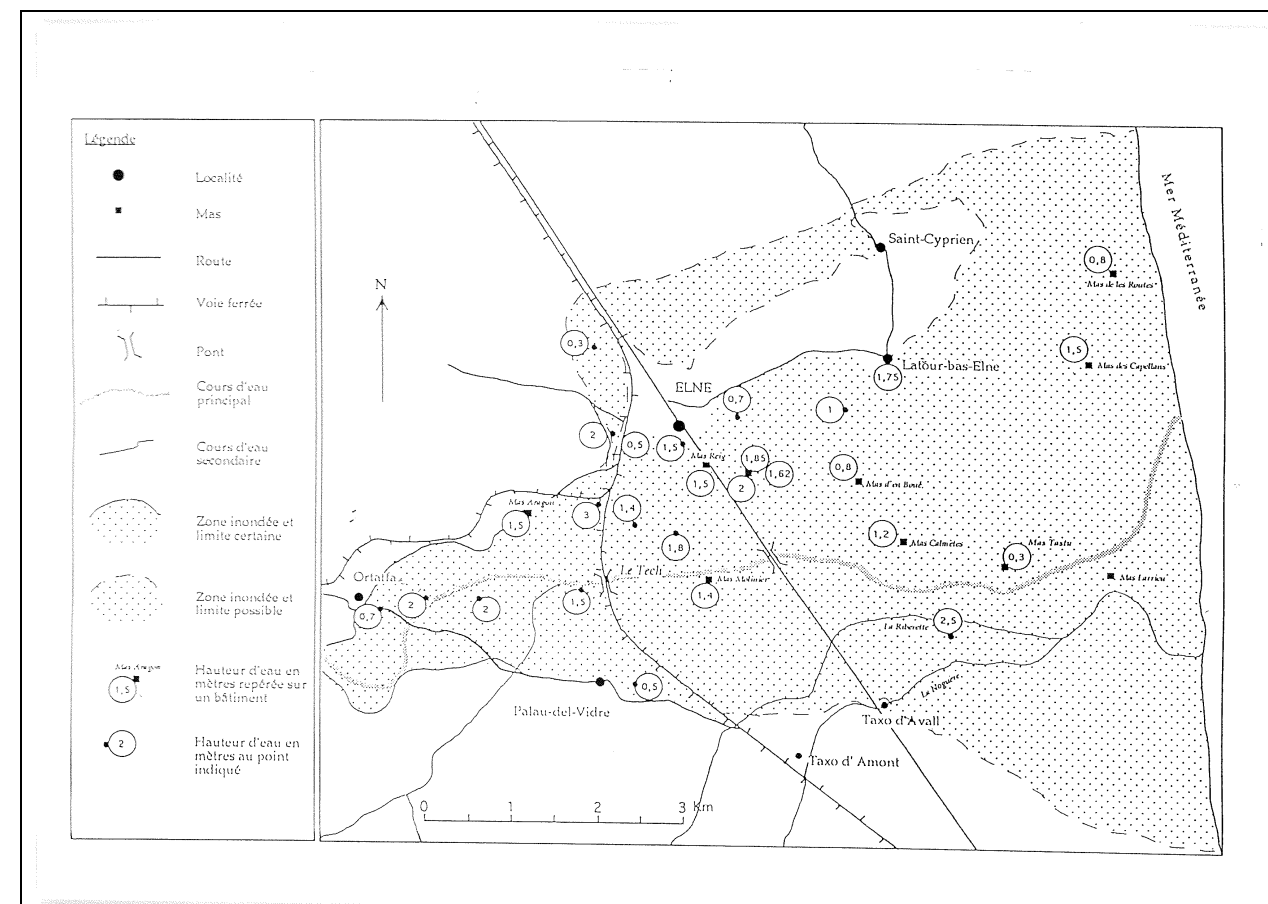 Légende
Localité
Mas
Route
Voie ferrée
Pont
Cours d'eau
principal
Cours d'eau
secondaire
Zone inondée et
limite certaine
Zone inondée et
limite possible
Mas Aragon
1,5
Hauteur d'eau en
mètres repérée sur
un bâtiment
2
Hauteur d'eau en
mètres au point
indiqué
N
Mer Méditerranée
Saint-Cyprien
0,8
"Mas de les Routes"
0,3
1,5
Mas des Capellans
Latour-bas-Elne
1,75
ELNE
0,7
1
2
0,5
1,5
Mas Reig
1,5
1,85
1,62
2
0,8
Mas d'en Boué.
Mas Aragon
1,5
3
1,4
1,8
1,2
Mas Calmètes
Mas Tastu
0,3
Le Tech
Mas Molinier
1,4
Mas Larrieu
Ortaffa
0,7
2
2
1,5
La Riberette
2,5
0,5
Palau-del-Vidre
La Noguere.
Taxo d'Avall
Taxo d'Amont
0 1 2 3 Km